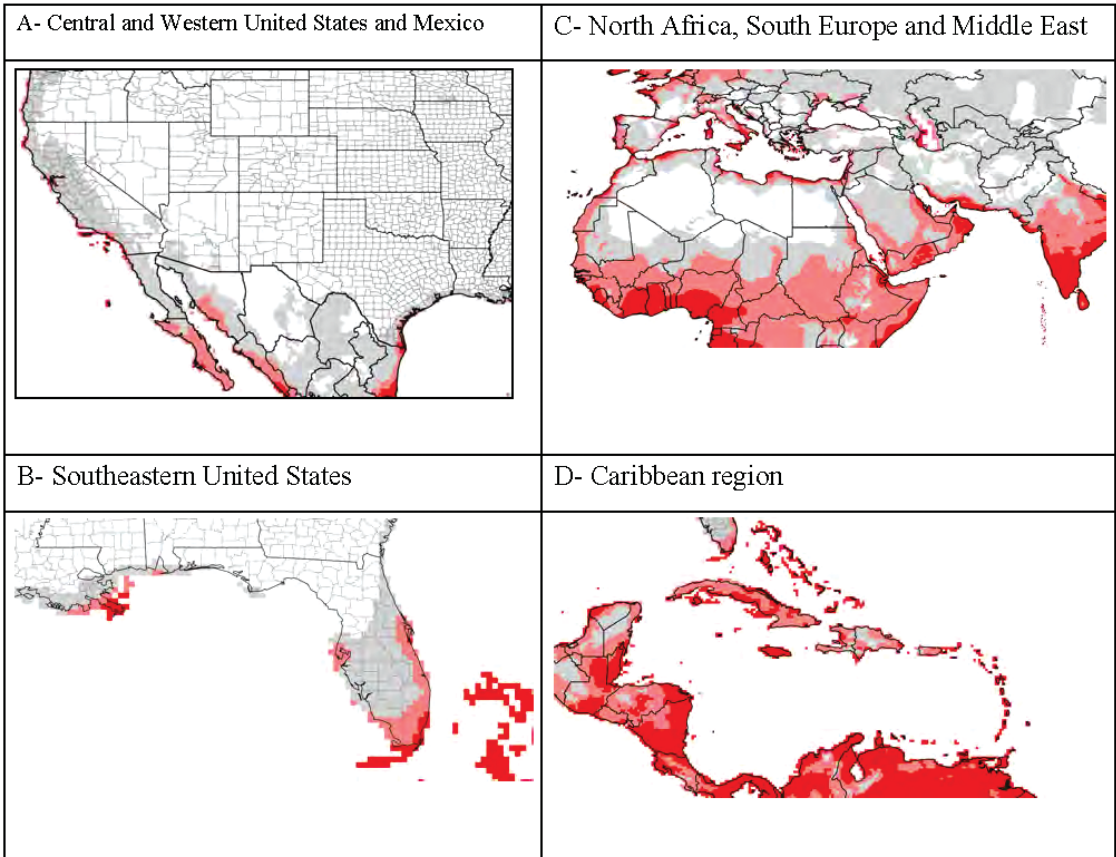 A- Central and Western United States and Mexico
C- North Africa, South Europe and Middle East
B- Southeastern United States
D- Caribbean region